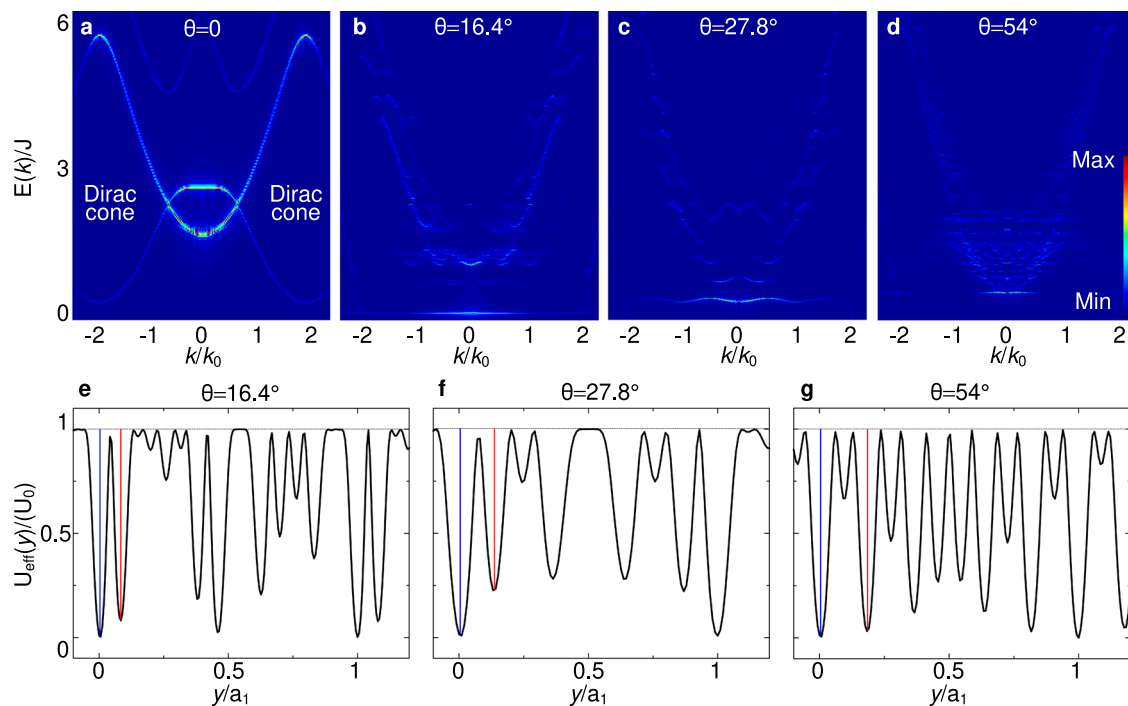 a θ=0
b θ=16.4°
c θ=27.8°
d θ=54°
6
3
0
E(k)/J
Dirac cone
Dirac cone
Max
Min
-2 -1 0 1 2
-2 -1 0 1 2
-2 -1 0 1 2
-2 -1 0 1 2
k/k₀
k/k₀
k/k₀
k/k₀
e θ=16.4°
f θ=27.8°
g θ=54°
1
0.5
0
U_eff(y)/(U₀)
0 0.5 1
0 0.5 1
0 0.5 1
y/a₁
y/a₁
y/a₁